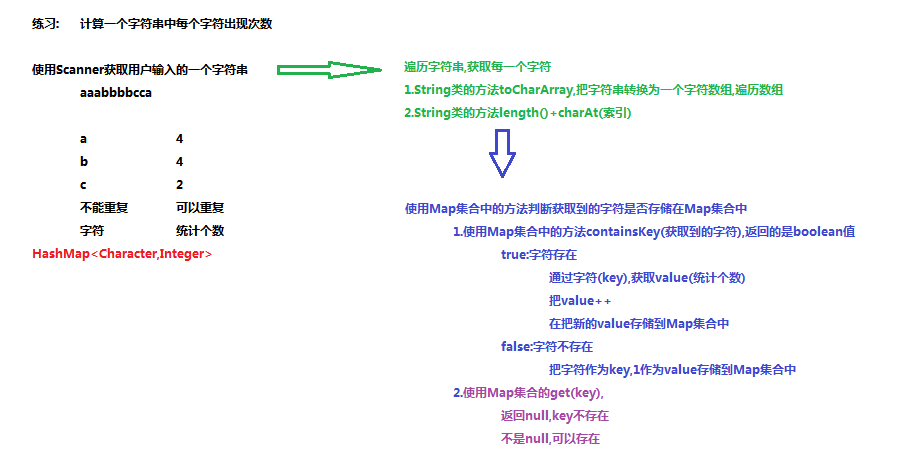 练习: 计算一个字符串中每个字符出现次数
使用Scanner获取用户输入的一个字符串
aaabbbbcca
a 4
b 4
c 2
不能重复 可以重复
字符 统计个数
HashMap<Character,Integer>
遍历字符串,获取每一个字符
1.String类的方法toCharArray,把字符串转换为一个字符数组,遍历数组
2.String类的方法length()+charAt(索引)
使用Map集合中的方法判断获取到的字符是否存储在Map集合中
1.使用Map集合中的方法containsKey(获取到的字符),返回的是boolean值
true:字符存在
通过字符(key),获取value(统计个数)
把value++
在把新的value存储到Map集合中
false:字符不存在
把字符作为key,1作为value存储到Map集合中
2.使用Map集合的get(key),
返回null,key不存在
不是null,可以存在